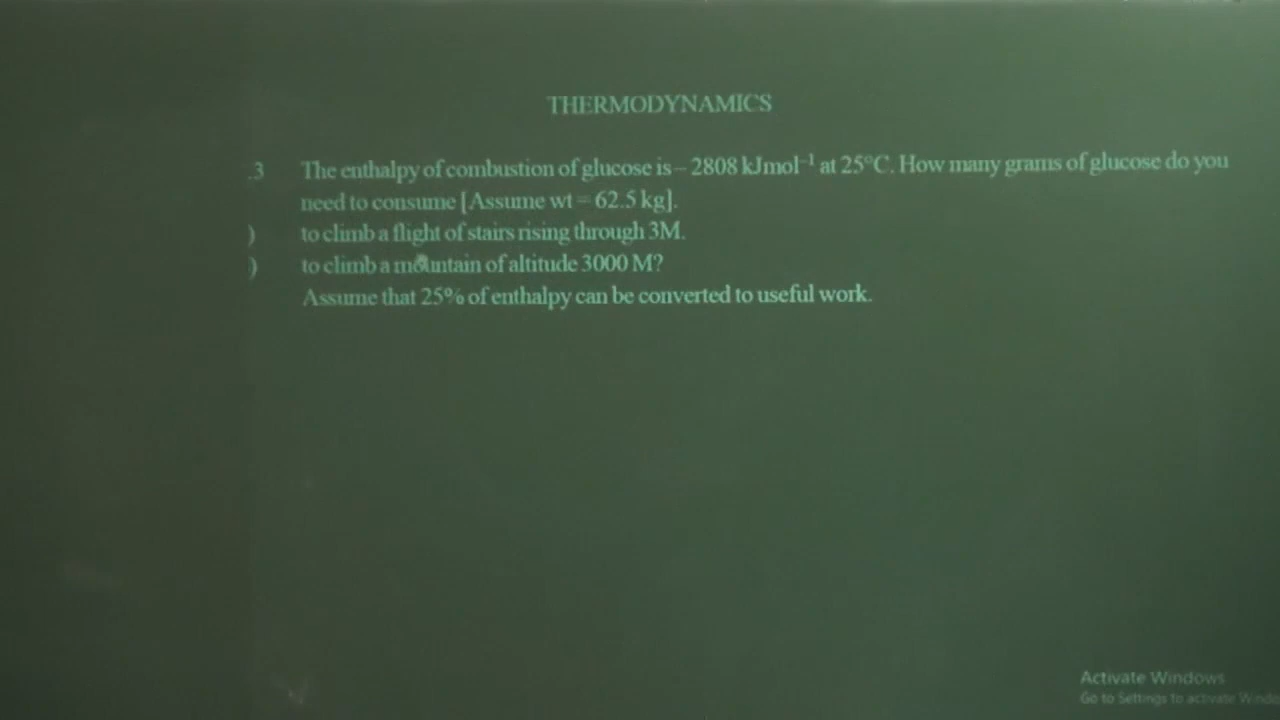 THERMODYNAMICS
.3 The enthalpy of combustion of glucose is – 2808 kJmol⁻¹ at 25°C. How many grams of glucose do you
need to consume [Assume wt = 62.5 kg].
) to climb a flight of stairs rising through 3M.
) to climb a mountain of altitude 3000 M?
Assume that 25% of enthalpy can be converted to useful work.
Activate Windows
Go to Settings to activate Windo